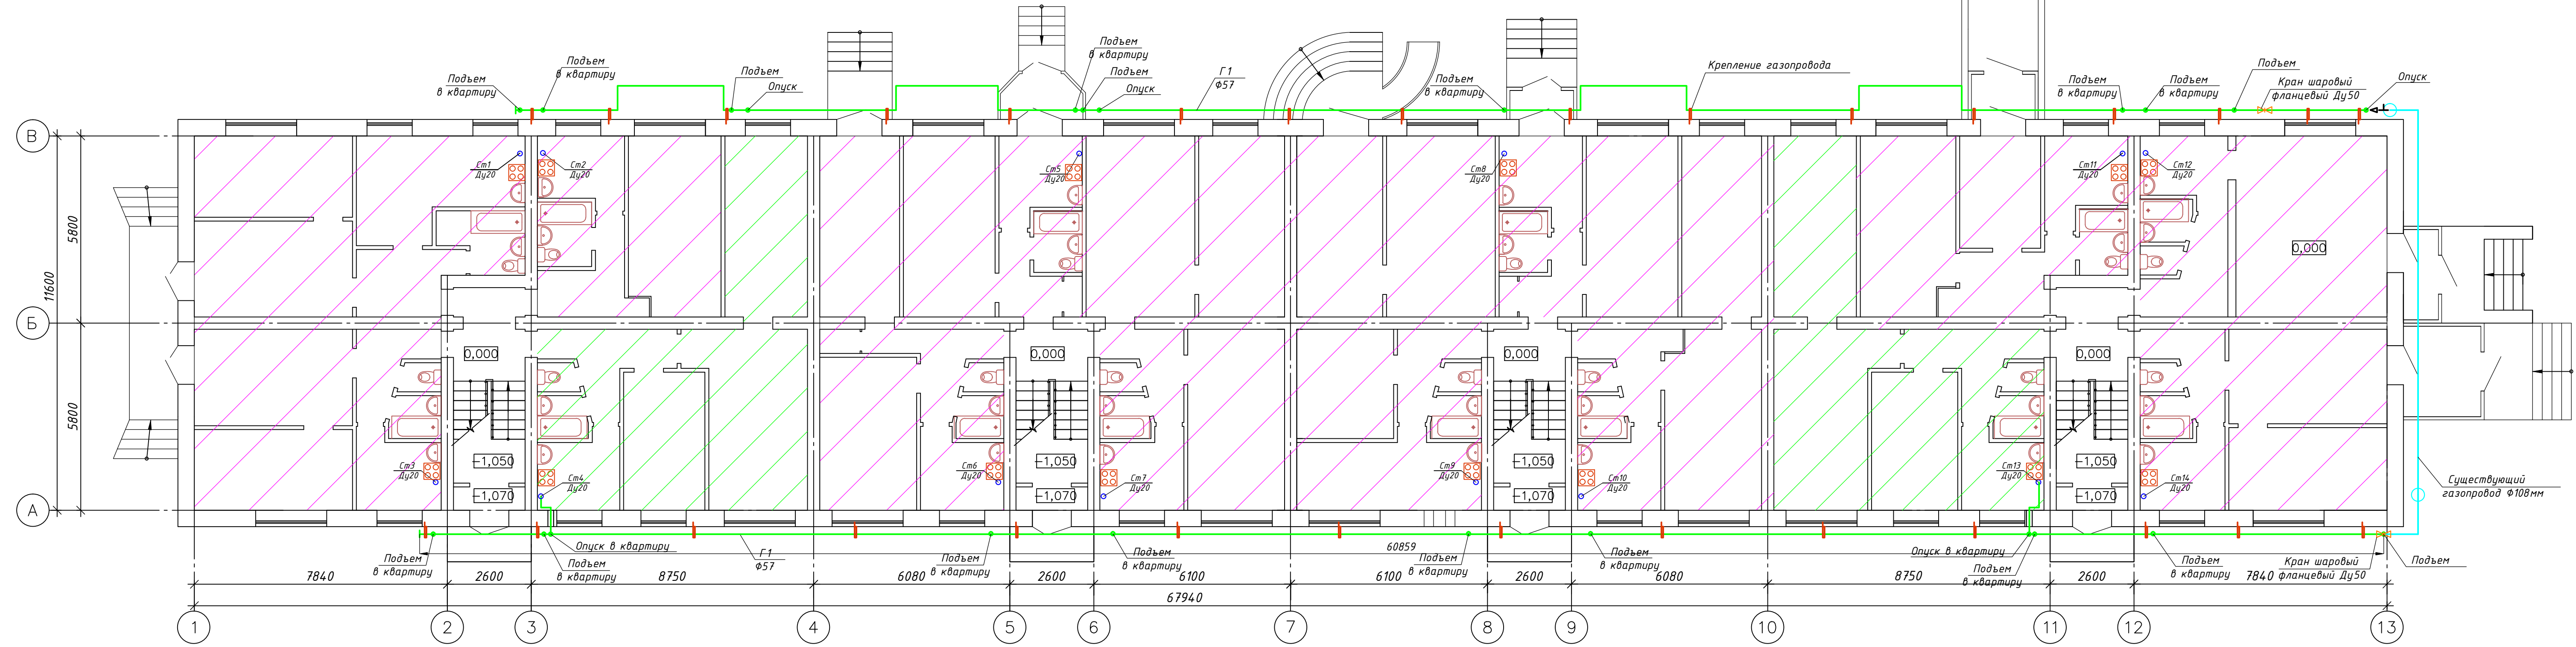 Подъем
в квартиру
Подъем
в квартиру
Подъем
Опуск
Подъем
в квартиру
Подъем
Опуск
Г1
Ф57
Подъем
в квартиру
Крепление газопровода
Подъем
в квартиру
Подъем
в квартиру
Подъем
Кран шаровый
фланцевый Ду50
Опуск
В
Ст1
Ду20
Ст2
Ду20
Ст5
Ду20
Ст8
Ду20
Ст11
Ду20
Ст12
Ду20
5800
11600
0,000
Б
0,000
0,000
0,000
0,000
5800
-1,050
-1,050
-1,050
-1,050
Ст3
Ду20
Ст4
Ду20
Ст6
Ду20
Ст7
Ду20
Ст9
Ду20
Ст10
Ду20
Ст13
Ду20
Ст14
Ду20
-1,070
-1,070
-1,070
-1,070
Существующий
газопровод Ф108мм
А
Подъем
в квартиру
Опуск в квартиру
Подъем
в квартиру
Г1
Ф57
Подъем
в квартиру
Подъем
в квартиру
60859
Подъем
в квартиру
Подъем
в квартиру
Опуск в квартиру
Подъем
в квартиру
Подъем
в квартиру
Кран шаровый
фланцевый Ду50
Подъем
7840
2600
8750
6080
2600
6100
6100
2600
6080
8750
2600
7840
67940
1
2
3
4
5
6
7
8
9
10
11
12
13